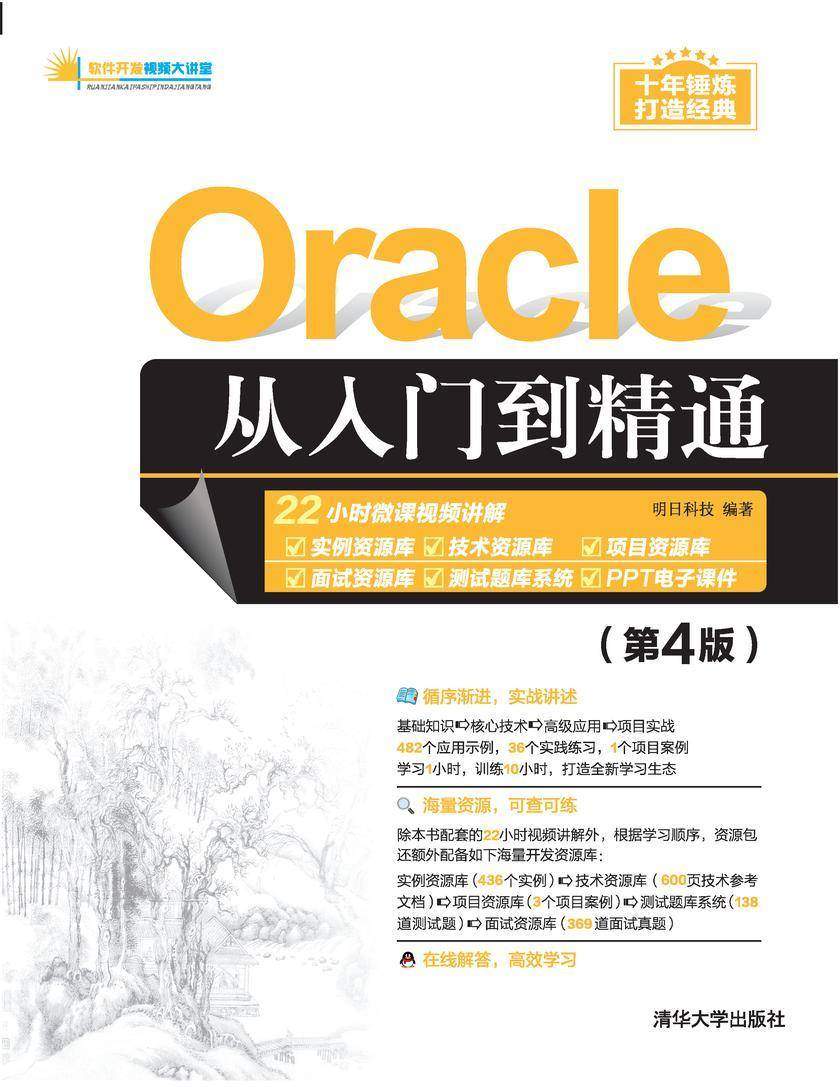 软件开发视频大讲堂
RUANJIANKAIFASHIPINDAJIANGTANG
十年锤炼
打造经典
Oracle
从入门到精通
22小时微课视频讲解
明日科技 编著
实例资源库 技术资源库 项目资源库
面试资源库 测试题库系统 PPT电子课件
（第4版）
循序渐进，实战讲述
基础知识➪核心技术➪高级应用➪项目实战
482个应用示例，36个实践练习，1个项目案例
学习1小时，训练10小时，打造全新学习生态
海量资源，可查可练
除本书配套的22小时视频讲解外，根据学习顺序，资源包
还额外配备如下海量开发资源库：
实例资源库（436个实例）➪技术资源库（600页技术参考
文档）➪项目资源库（3个项目案例）➪测试题库系统（138
道测试题）➪面试资源库（369道面试真题）
在线解答，高效学习
清华大学出版社